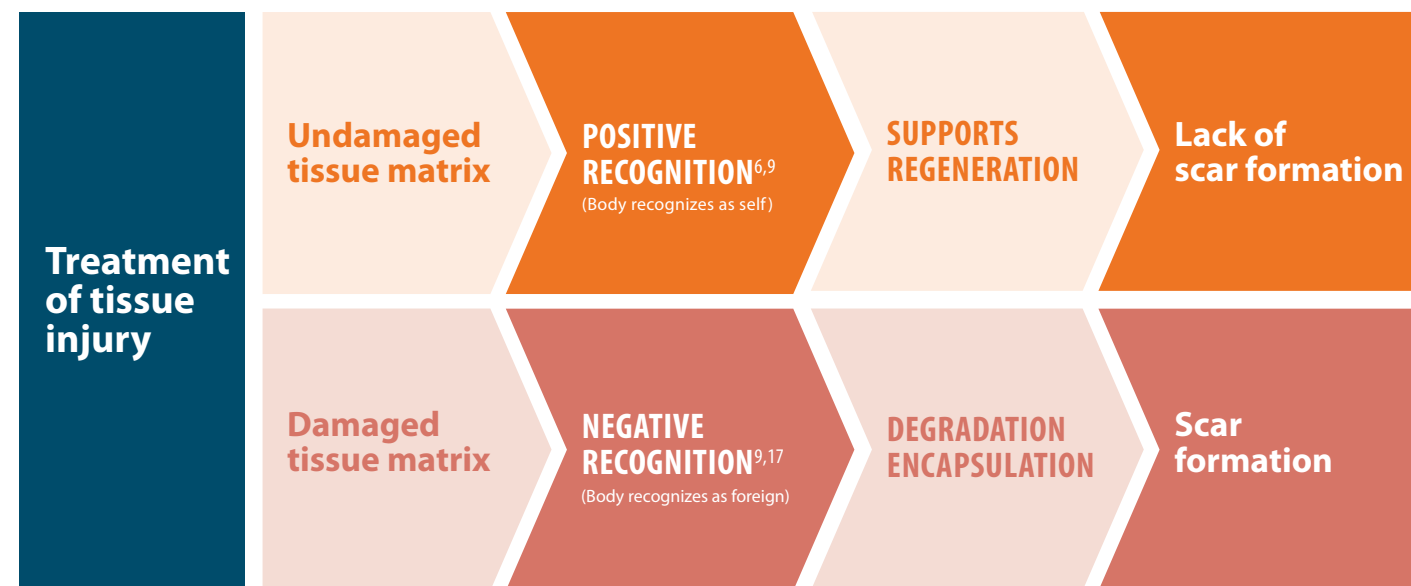 Treatment
of tissue
injury
Undamaged
tissue matrix
POSITIVE
RECOGNITION6,9
(Body recognizes as self)
SUPPORTS
REGENERATION
Lack of
scar formation
Damaged
tissue matrix
NEGATIVE
RECOGNITION9,17
(Body recognizes as foreign)
DEGRADATION
ENCAPSULATION
Scar
formation